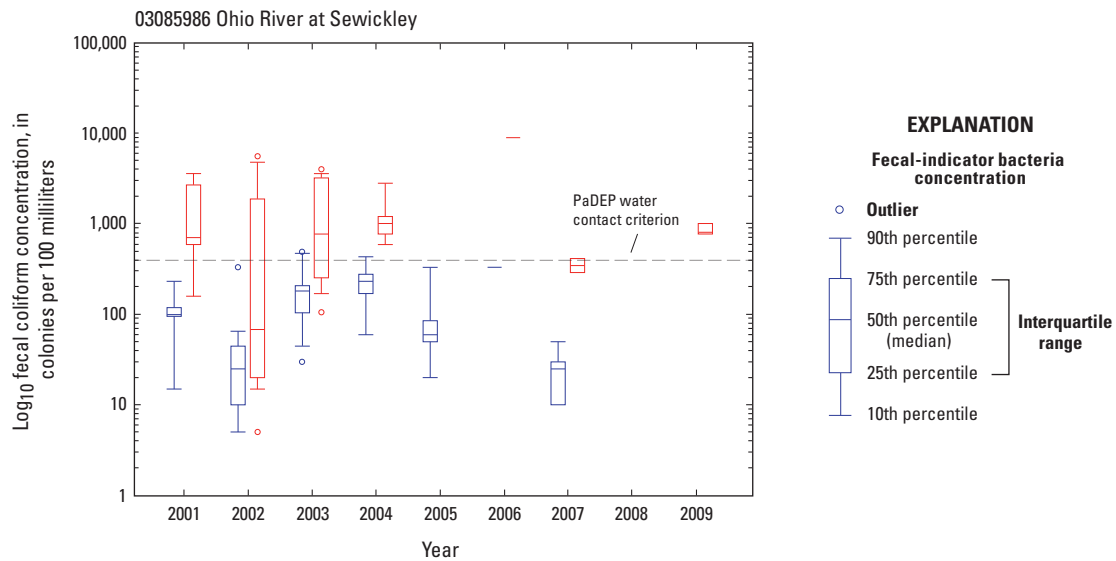 03085986 Ohio River at Sewickley
Log10 fecal coliform concentration, in
colonies per 100 milliliters
100,000
10,000
1,000
100
10
1
PaDEP water
contact criterion
2001 2002 2003 2004 2005 2006 2007 2008 2009
Year
EXPLANATION
Fecal-indicator bacteria
concentration
Outlier
90th percentile
75th percentile
50th percentile
(median)
25th percentile
10th percentile
Interquartile
range